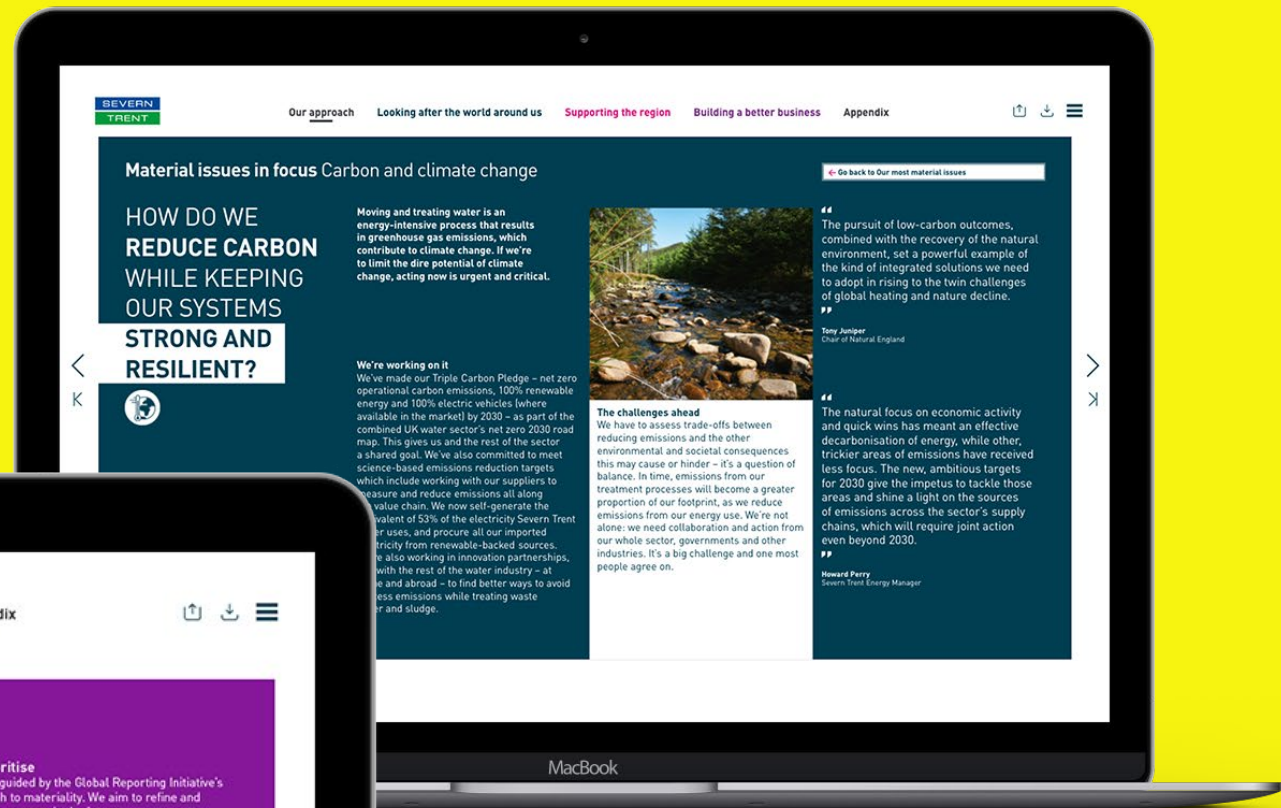 SEVERN
TRENT
Our approach
Looking after the world around us
Supporting the region
Building a better business
Appendix
Material issues in focus Carbon and climate change
← Go back to Our most material issues
HOW DO WE
REDUCE CARBON
WHILE KEEPING
OUR SYSTEMS
STRONG AND
RESILIENT?
Moving and treating water is an
energy-intensive process that results
in greenhouse gas emissions, which
contribute to climate change. If we're
to limit the dire potential of climate
change, acting now is urgent and critical.
We're working on it
We've made our Triple Carbon Pledge – net zero
operational carbon emissions, 100% renewable
energy and 100% electric vehicles (where
available in the market) by 2030 – as part of the
combined UK water sector's net zero 2030 road
map. This gives us and the rest of the sector
a shared goal. We've also committed to meet
science-based emissions reduction targets
which include working with our suppliers to
measure and reduce emissions all along
value chain. We now self-generate the
of 53% of the electricity Severn Trent
uses, and procure all our imported
from renewable-backed sources.
also working in innovation partnerships,
with the rest of the water industry – at
and abroad – to find better ways to avoid
emissions while treating waste
and sludge.
The challenges ahead
We have to assess trade-offs between
reducing emissions and the other
environmental and societal consequences
this may cause or hinder – it's a question of
balance. In time, emissions from our
treatment processes will become a greater
proportion of our footprint, as we reduce
emissions from our energy use. We're not
alone: we need collaboration and action from
our whole sector, governments and other
industries. It's a big challenge and one most
people agree on.
“
The pursuit of low-carbon outcomes,
combined with the recovery of the natural
environment, set a powerful example of
the kind of integrated solutions we need
to adopt in rising to the twin challenges
of global heating and nature decline.
”
Tony Juniper
Chair of Natural England
“
The natural focus on economic activity
and quick wins has meant an effective
decarbonisation of energy, while other,
trickier areas of emissions have received
less focus. The new, ambitious targets
for 2030 give the impetus to tackle those
areas and shine a light on the sources
of emissions across the sector's supply
chains, which will require joint action
even beyond 2030.
”
Howard Perry
Severn Trent Energy Manager
MacBook
dix
ritise
guided by the Global Reporting Initiative's
h to materiality. We aim to refine and